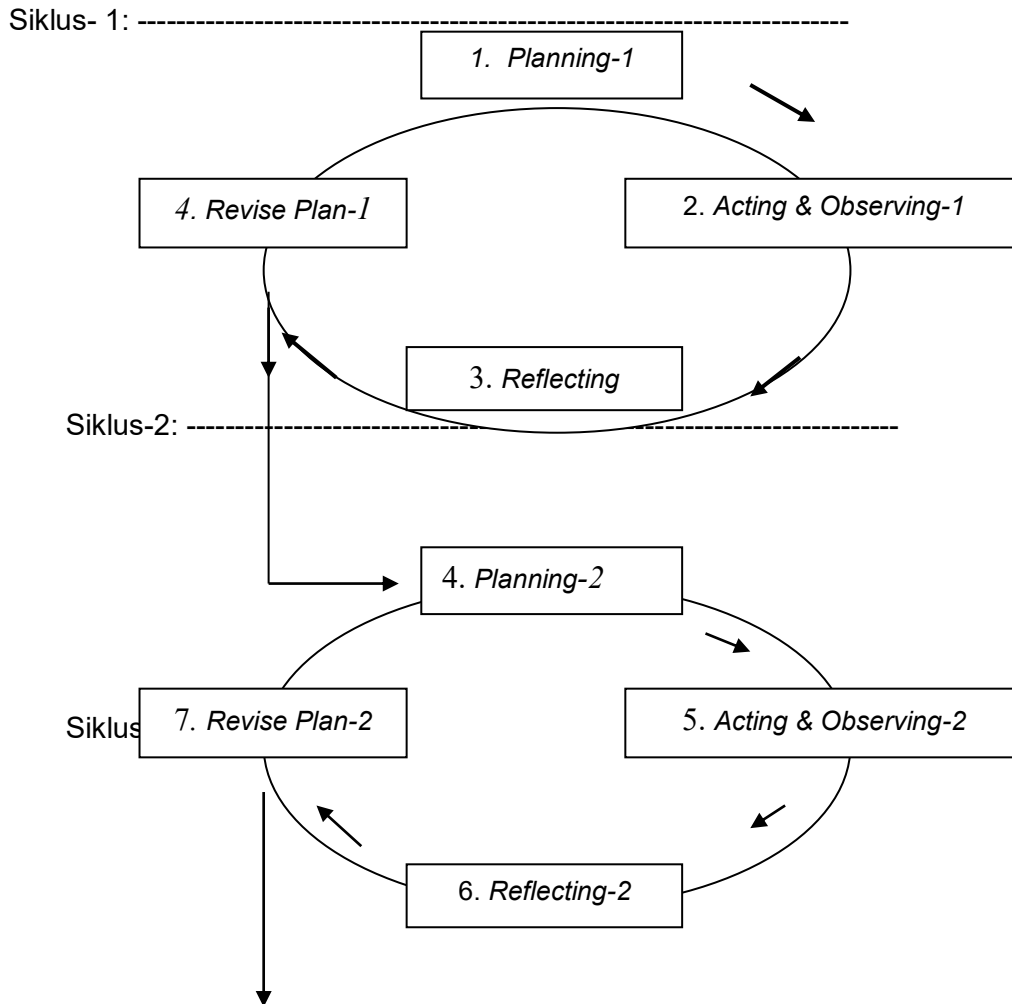 Siklus- 1: -----------------------------------------------------------------------
1. Planning-1
4. Revise Plan-1
2. Acting & Observing-1
3. Reflecting
Siklus-2: -----------------------------------------------------------------------
4. Planning-2
Siklus
7. Revise Plan-2
5. Acting & Observing-2
6. Reflecting-2